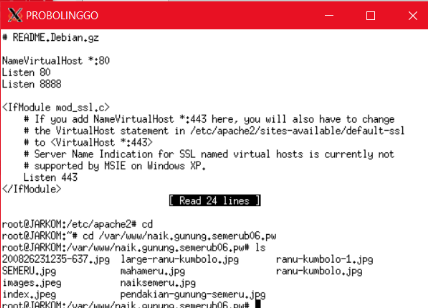 PROBOLINGGO
# README.Debian.gz
NameVirtualHost *:80
Listen 80
Listen 8888
<IfModule mod_ssl.c>
# If you add NameVirtualHost *:443 here, you will also have to change
# the VirtualHost statement in /etc/apache2/sites-available/default-ssl
# to <VirtualHost *:443>
# Server Name Indication for SSL named virtual hosts is currently not
# supported by MSIE on Windows XP.
Listen 443
</IfModule>
[ Read 24 lines ]
root@JARKOM:/etc/apache2# cd
root@JARKOM:~# cd /var/www/naik.gunung.semerub06.pw
root@JARKOM:/var/www/naik.gunung.semerub06.pw# ls
200826231235-637.jpg large-ranu-kumbolo.jpg ranu-kumbolo-1.jpg
SEMERU.jpg mahameru.jpg ranu-kumbolo.jpg
images.jpeg naiksemeru.jpg
index.jpeg pendakian-gunung-semeru.jpg
root@JARKOM:/var/www/naik.gunung.semerub06.pw#